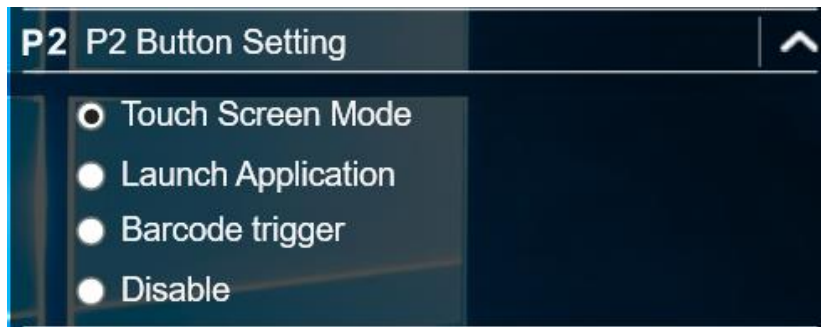 P2 P2 Button Setting
Touch Screen Mode
Launch Application
Barcode trigger
Disable